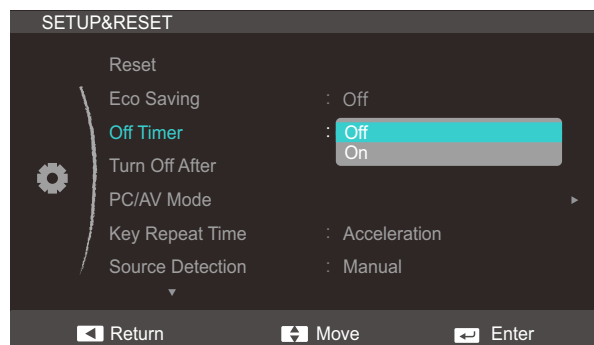 SETUP&RESET
Reset
Eco Saving : Off
Off Timer : Off
On
Turn Off After
PC/AV Mode
Key Repeat Time : Acceleration
Source Detection : Manual
Return Move Enter